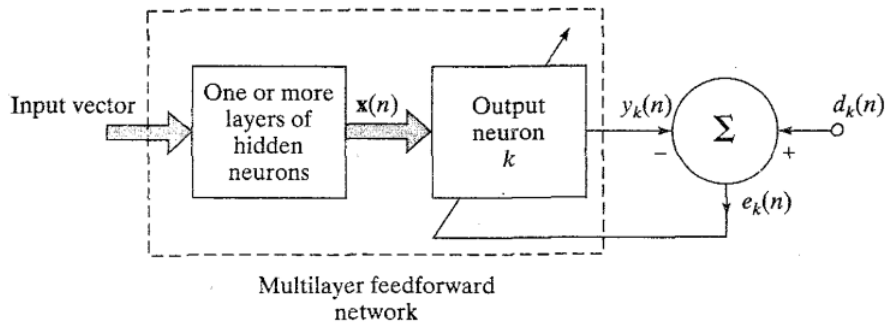 Input vector
One or more
layers of
hidden
neurons
x(n)
Output
neuron
k
yₖ(n)
−
Σ
+
dₖ(n)
eₖ(n)
Multilayer feedforward
network